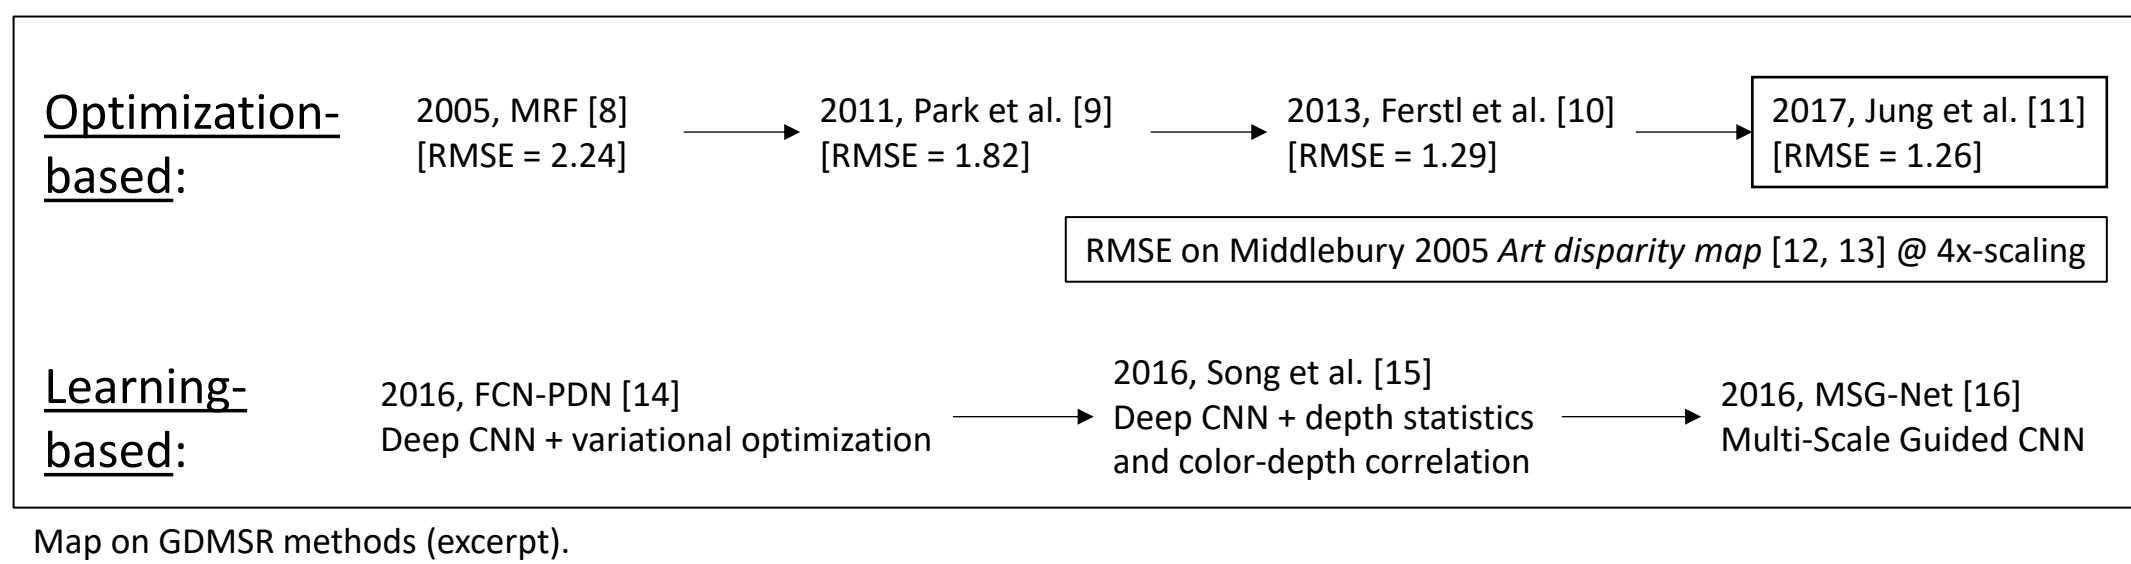 Optimization-
based:
2005, MRF [8]
[RMSE = 2.24]
2011, Park et al. [9]
[RMSE = 1.82]
2013, Ferstl et al. [10]
[RMSE = 1.29]
2017, Jung et al. [11]
[RMSE = 1.26]
RMSE on Middlebury 2005 Art disparity map [12, 13] @ 4x-scaling
Learning-
based:
2016, FCN-PDN [14]
Deep CNN + variational optimization
2016, Song et al. [15]
Deep CNN + depth statistics
and color-depth correlation
2016, MSG-Net [16]
Multi-Scale Guided CNN
Map on GDMSR methods (excerpt).